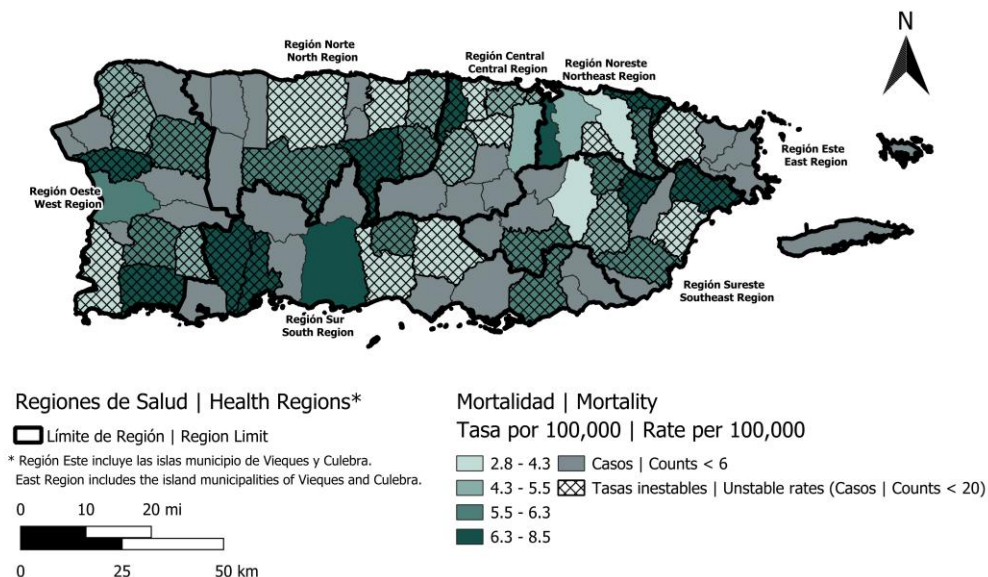 N
Región Norte
North Region
Región Central
Central Region
Región Noreste
Northeast Region
Región Este
East Region
Región Oeste
West Region
Región Sureste
Southeast Region
Región Sur
South Region
Regiones de Salud | Health Regions*
Límite de Región | Region Limit
* Región Este incluye las islas municipio de Vieques y Culebra.
East Region includes the island municipalities of Vieques and Culebra.
0 10 20 mi
0 25 50 km
Mortalidad | Mortality
Tasa por 100,000 | Rate per 100,000
2.8 - 4.3
4.3 - 5.5
5.5 - 6.3
6.3 - 8.5
Casos | Counts < 6
Tasas inestables | Unstable rates (Casos | Counts < 20)